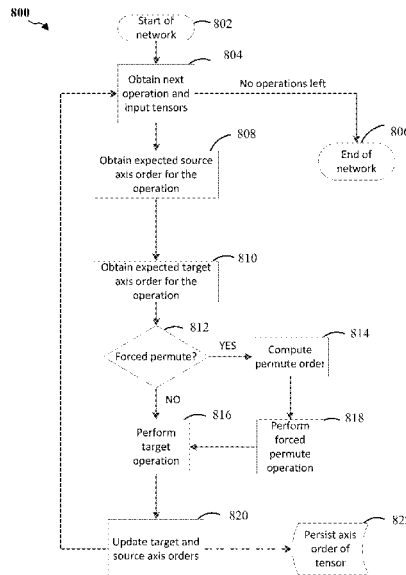 800
Start of
network
802
804
Obtain next
operation and
input tensors
No operations left
806
End of
network
808
Obtain expected source
axis order for the
operation
810
Obtain expected target
axis order for the
operation
812
Forced permute?
YES
814
Compute
permute order
NO
816
Perform
target
operation
818
Perform
forced
permute
operation
820
Update target and
source axis orders
Persist axis
order of
tensor